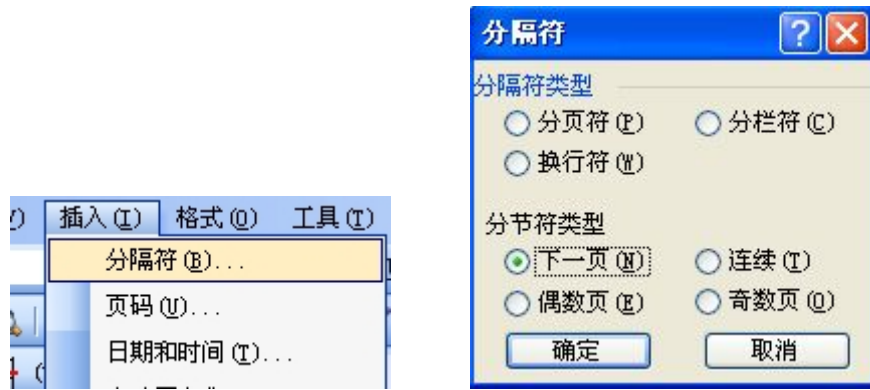 插入(I) 格式(O) 工具(T)
分隔符(B)...
页码(U)...
日期和时间(T)...
分隔符
分隔符类型
分页符(P) 分栏符(C)
换行符(W)
分节符类型
下一页(N) 连续(T)
偶数页(E) 奇数页(O)
确定 取消